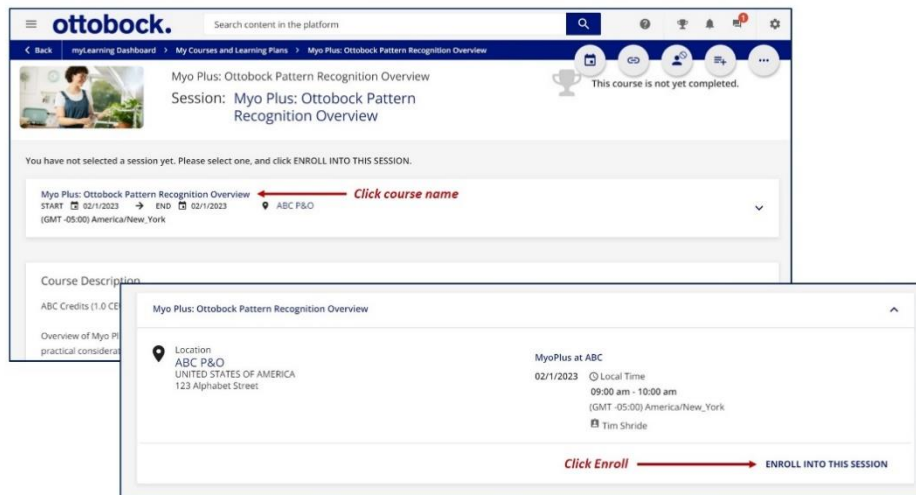 ottobock.
Search content in the platform
1
Back myLearning Dashboard > My Courses and Learning Plans > Myo Plus: Ottobock Pattern Recognition Overview
Myo Plus: Ottobock Pattern Recognition Overview
This course is not yet completed.
Session: Myo Plus: Ottobock Pattern
Recognition Overview
You have not selected a session yet. Please select one, and click ENROLL INTO THIS SESSION.
Myo Plus: Ottobock Pattern Recognition Overview
Click course name
START 02/1/2023 → END 02/1/2023 ABC P&O
(GMT -05:00) America/New_York
Course Description
ABC Credits (1.0 CE
Overview of Myo Pl
practical considerat
Myo Plus: Ottobock Pattern Recognition Overview
Location
ABC P&O
UNITED STATES OF AMERICA
123 Alphabet Street
MyoPlus at ABC
02/1/2023 Local Time
09:00 am - 10:00 am
(GMT -05:00) America/New_York
Tim Shride
Click Enroll
ENROLL INTO THIS SESSION